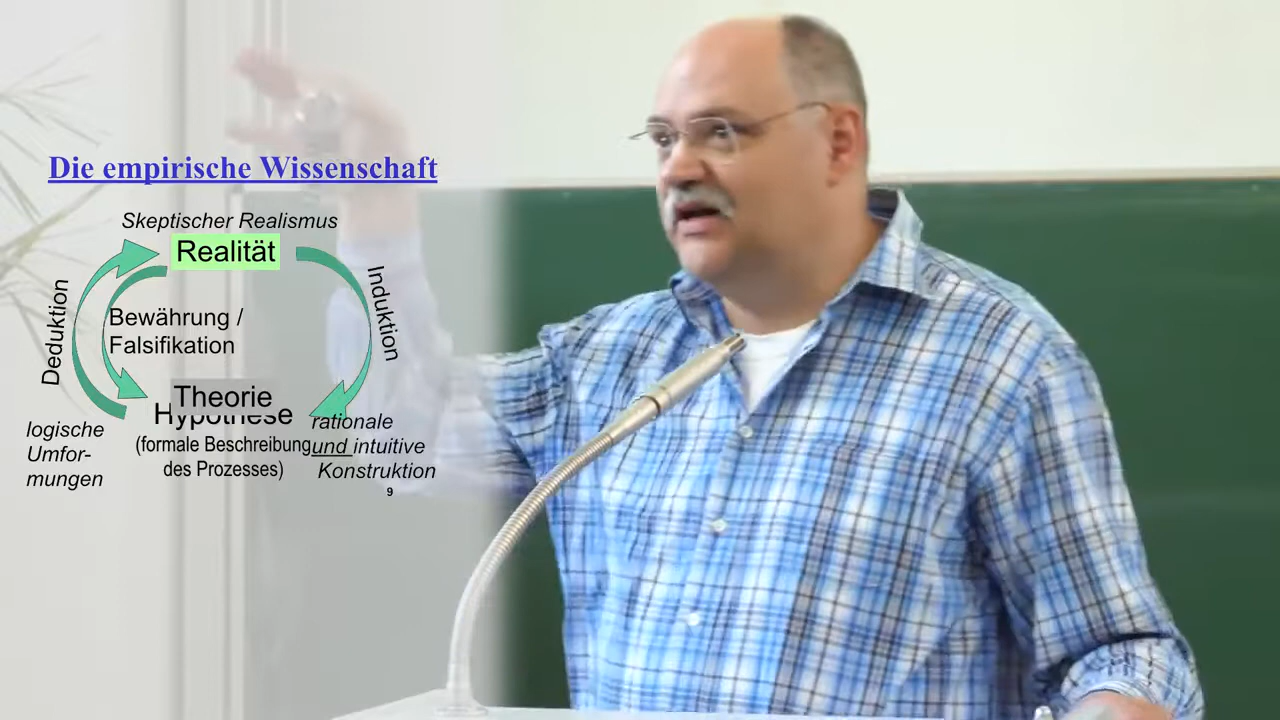 Die empirische Wissenschaft
Skeptischer Realismus
Realität
Deduktion
Induktion
Bewährung /
Falsifikation
Theorie
Hypothese
(formale Beschreibung
des Prozesses)
logische
Umfor-
mungen
rationale
und intuitive
Konstruktion
9